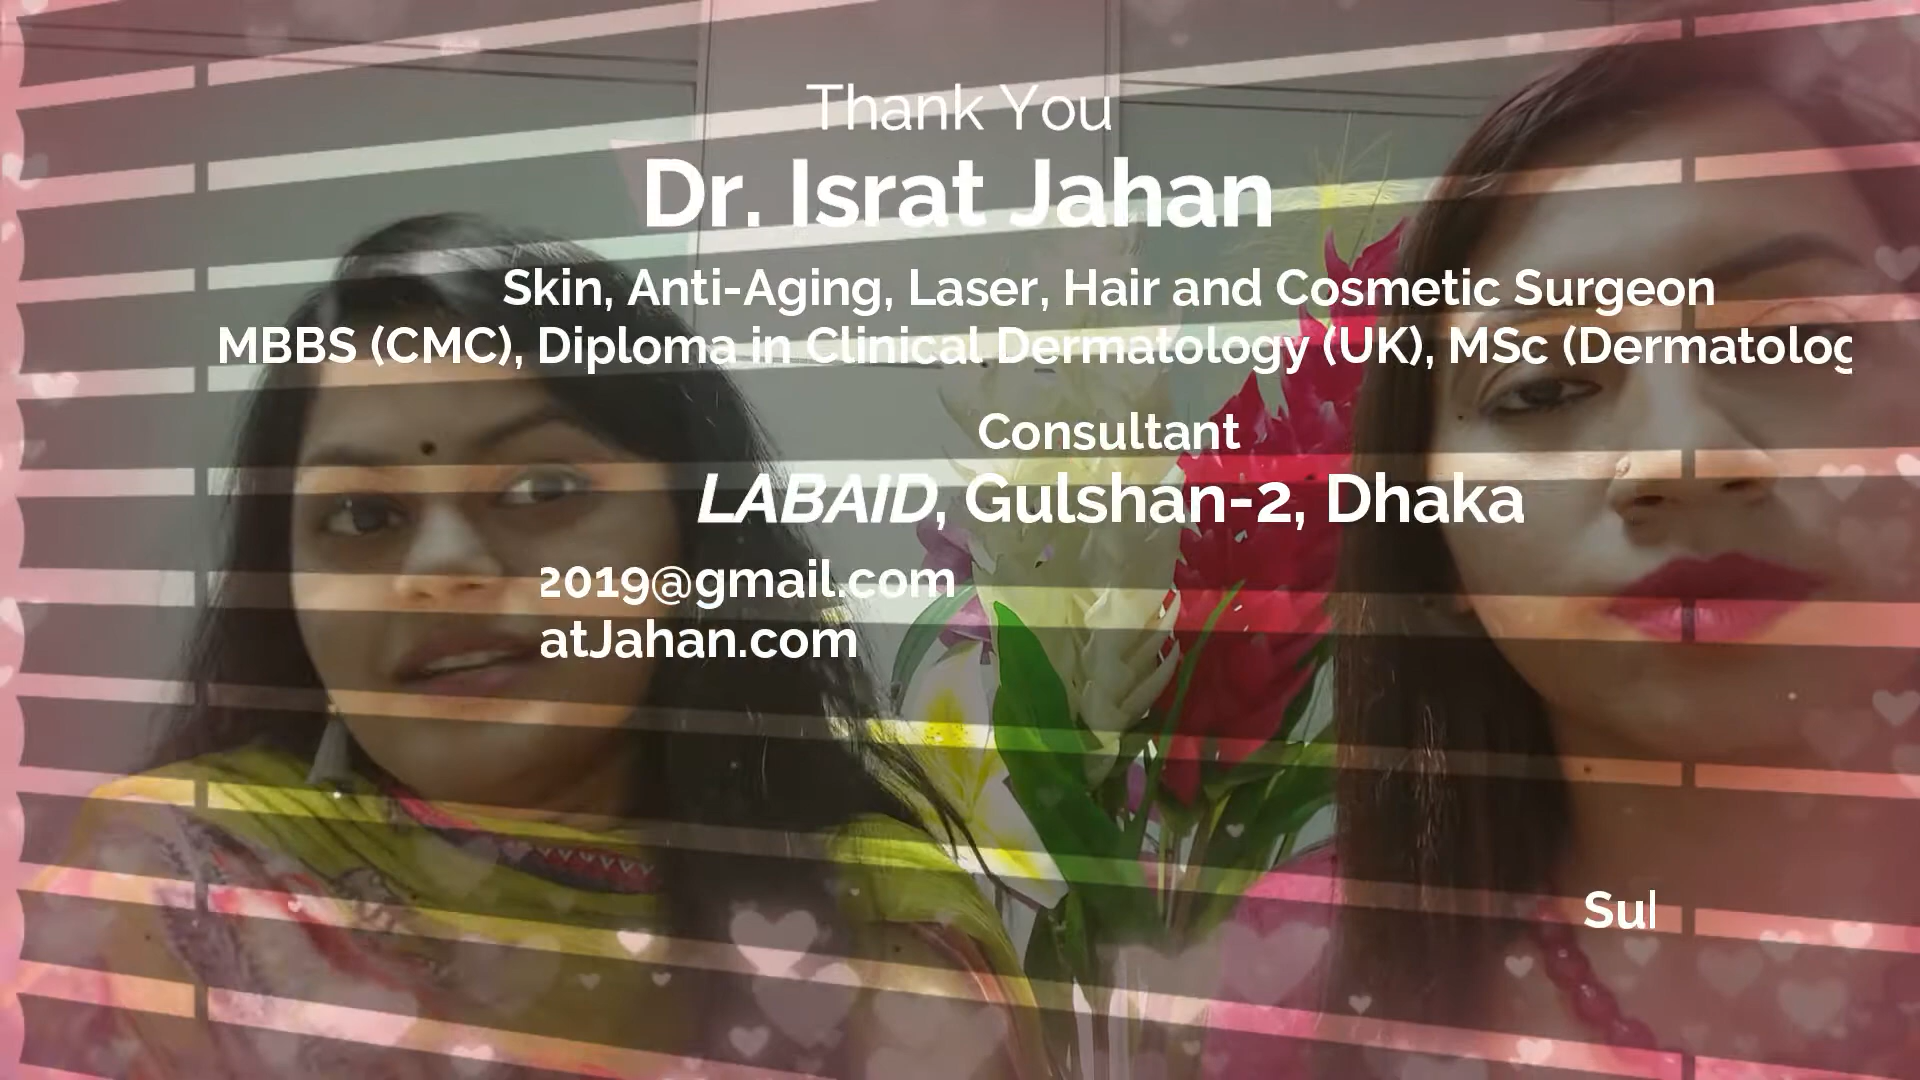 Thank You
Dr. Israt Jahan
Skin, Anti-Aging, Laser, Hair and Cosmetic Surgeon
MBBS (CMC), Diploma in Clinical Dermatology (UK), MSc (Dermatolog
Consultant
LABAID, Gulshan-2, Dhaka
2019@gmail.com
atJahan.com
Sul